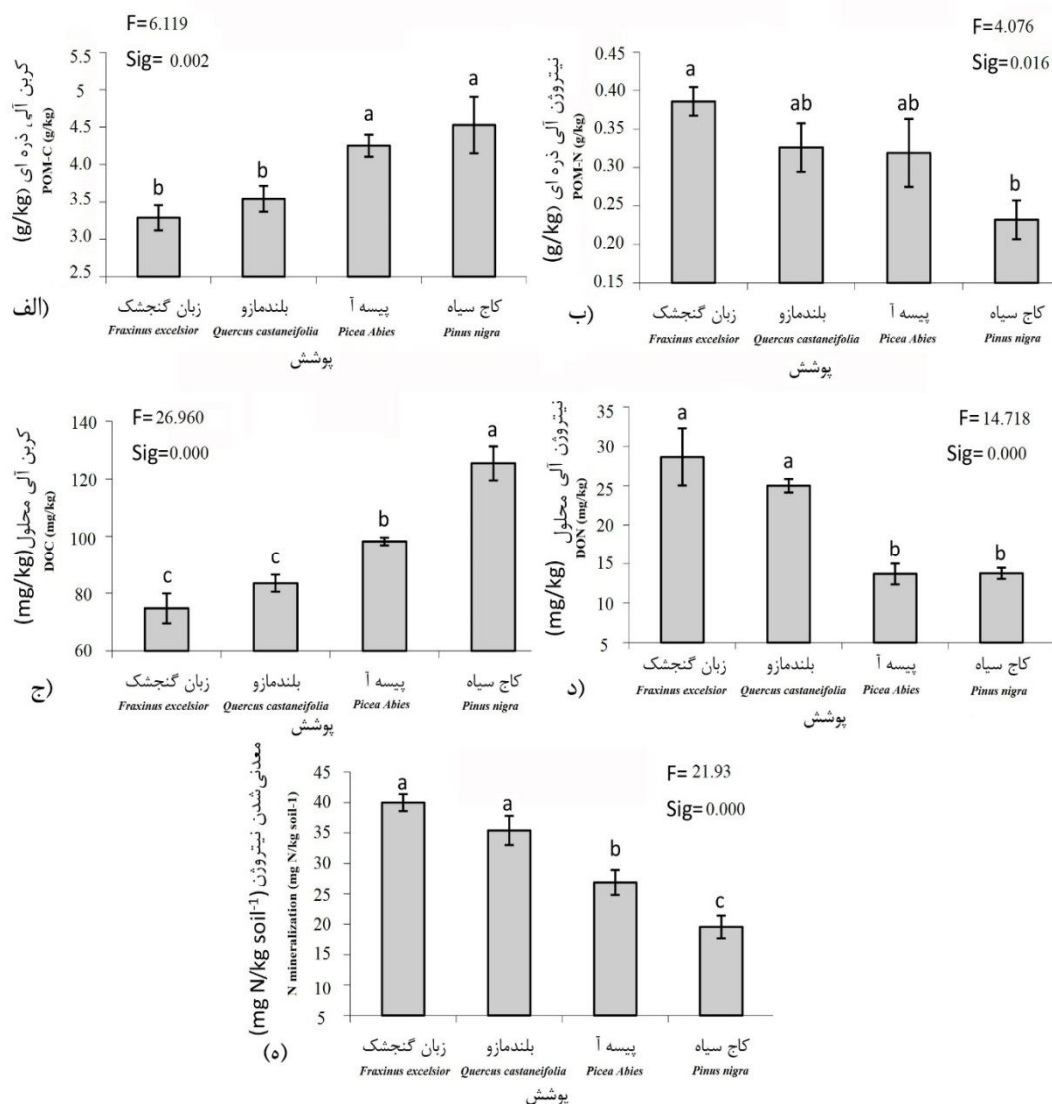 F=6.119
Sig= 0.002
کربن آلی ذره ای (g/kg)
POM-C (g/kg)
5.5
5.0
4.5
4.0
3.5
3.0
2.5
b
b
a
a
زبان گنجشک
بلندمازو
پیسه آ
کاج سیاه
Fraxinus excelsior
Quercus castaneifolia
Picea Abies
Pinus nigra
پوشش
الف)
F=4.076
Sig=0.016
نیتروژن آلی ذره ای (g/kg)
POM-N (g/kg)
0.45
0.40
0.35
0.30
0.25
0.20
0.15
a
ab
ab
b
زبان گنجشک
بلندمازو
پیسه آ
کاج سیاه
Fraxinus excelsior
Quercus castaneifolia
Picea Abies
Pinus nigra
پوشش
ب)
F=26.960
Sig=0.000
کربن آلی محلول (mg/kg)
DOC (mg/kg)
140
120
100
80
60
c
c
b
a
زبان گنجشک
بلندمازو
پیسه آ
کاج سیاه
Fraxinus excelsior
Quercus castaneifolia
Picea Abies
Pinus nigra
پوشش
ج)
F=14.718
Sig=0.000
نیتروژن آلی محلول (mg/kg)
DON (mg/kg)
35
30
25
20
15
10
5
a
a
b
b
زبان گنجشک
بلندمازو
پیسه آ
کاج سیاه
Fraxinus excelsior
Quercus castaneifolia
Picea Abies
Pinus nigra
پوشش
د)
F= 21.93
Sig=0.000
معدنی‌شدن نیتروژن (mg N/kg soil⁻¹)
N mineralization (mg N/kg soil-1)
45
40
35
30
25
20
15
5
a
a
b
c
زبان گنجشک
بلندمازو
پیسه آ
کاج سیاه
Fraxinus excelsior
Quercus castaneifolia
Picea Abies
Pinus nigra
پوشش
(ه)